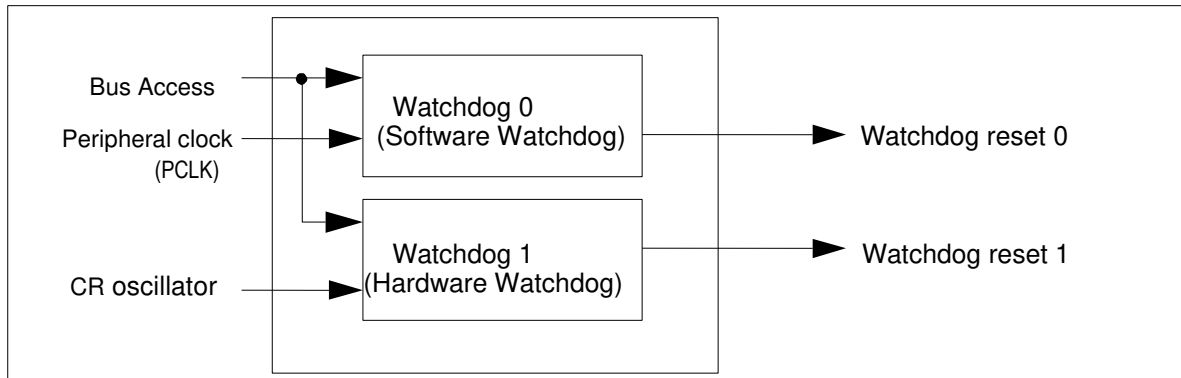 Bus Access
Peripheral clock
(PCLK)
CR oscillator
Watchdog 0
(Software Watchdog)
Watchdog 1
(Hardware Watchdog)
Watchdog reset 0
Watchdog reset 1